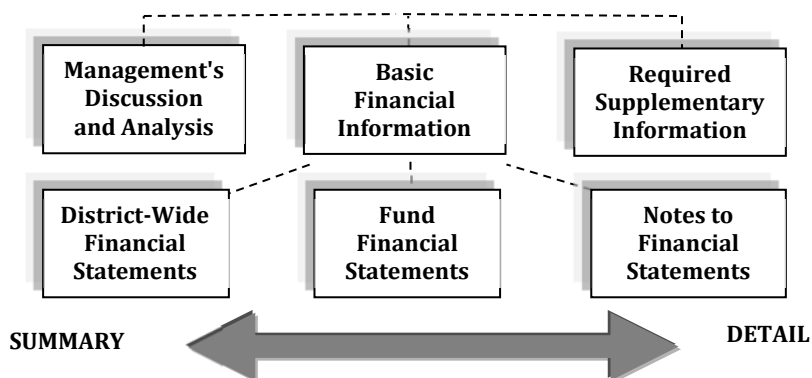 Management's
Discussion
and Analysis
Basic
Financial
Information
Required
Supplementary
Information
District-Wide
Financial
Statements
Fund
Financial
Statements
Notes to
Financial
Statements
SUMMARY
DETAIL